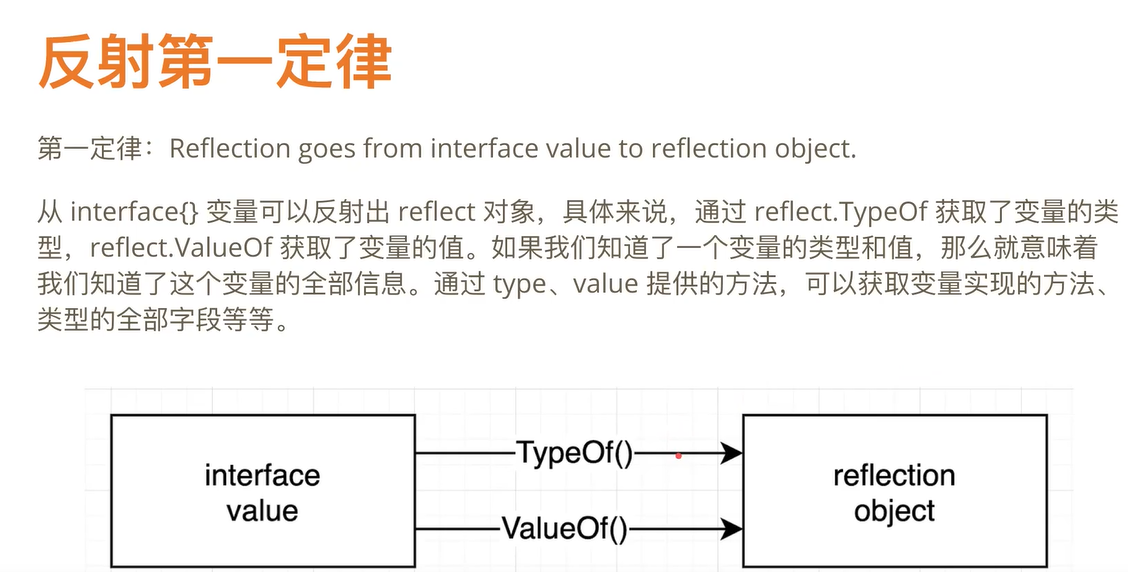 反射第一定律
第一定律：Reflection goes from interface value to reflection object.
从 interface{} 变量可以反射出 reflect 对象，具体来说，通过 reflect.TypeOf 获取了变量的类
型，reflect.ValueOf 获取了变量的值。如果我们知道了一个变量的类型和值，那么就意味着
我们知道了这个变量的全部信息。通过 type、value 提供的方法，可以获取变量实现的方法、
类型的全部字段等等。
interface
value
TypeOf()
ValueOf()
reflection
object